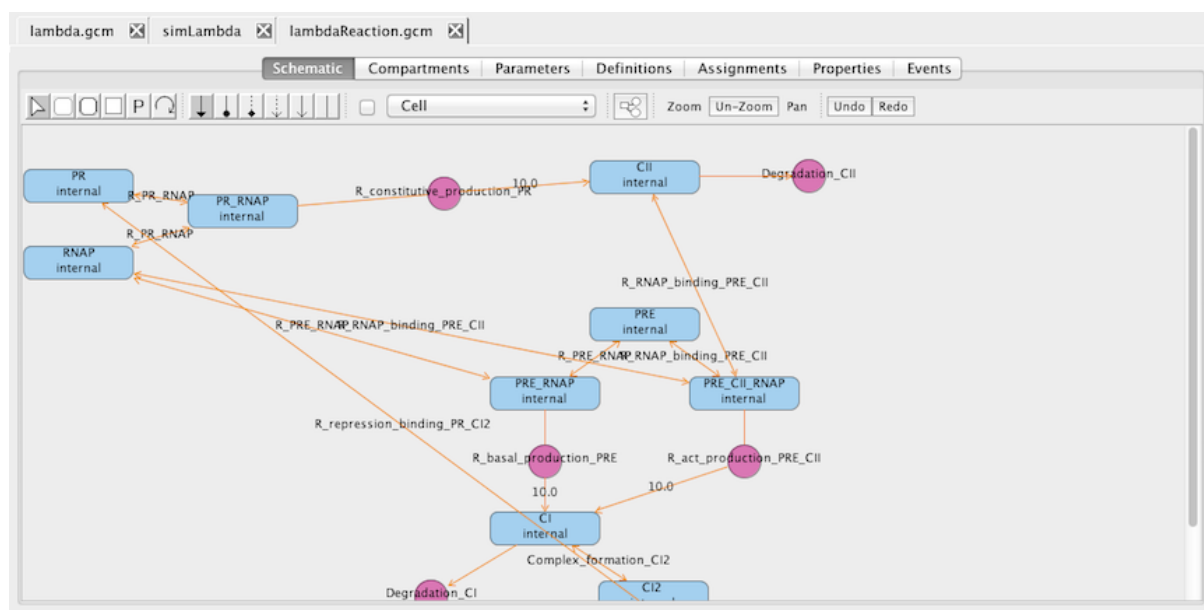 lambda.gcm simLambda lambdaReaction.gcm
Schematic Compartments Parameters Definitions Assignments Properties Events
P Cell Zoom Un-Zoom Pan Undo Redo
PR
internal
R_PR_RNAP
PR_RNAP
internal
R_constitutive_production_PR
10.0
CII
internal
Degradation_CII
R_PR_RNAP
RNAP
internal
R_RNAP_binding_PRE_CII
PRE
internal
R_PRE_RNAP
R_RNAP_binding_PRE_CII
R_PRE_RNAP
R_RNAP_binding_PRE_CII
PRE_RNAP
internal
PRE_CII_RNAP
internal
R_repression_binding_PR_CI2
R_basal_production_PRE
R_act_production_PRE_CII
10.0
10.0
CI
internal
Complex_formation_CI2
Degradation_CI
CI2